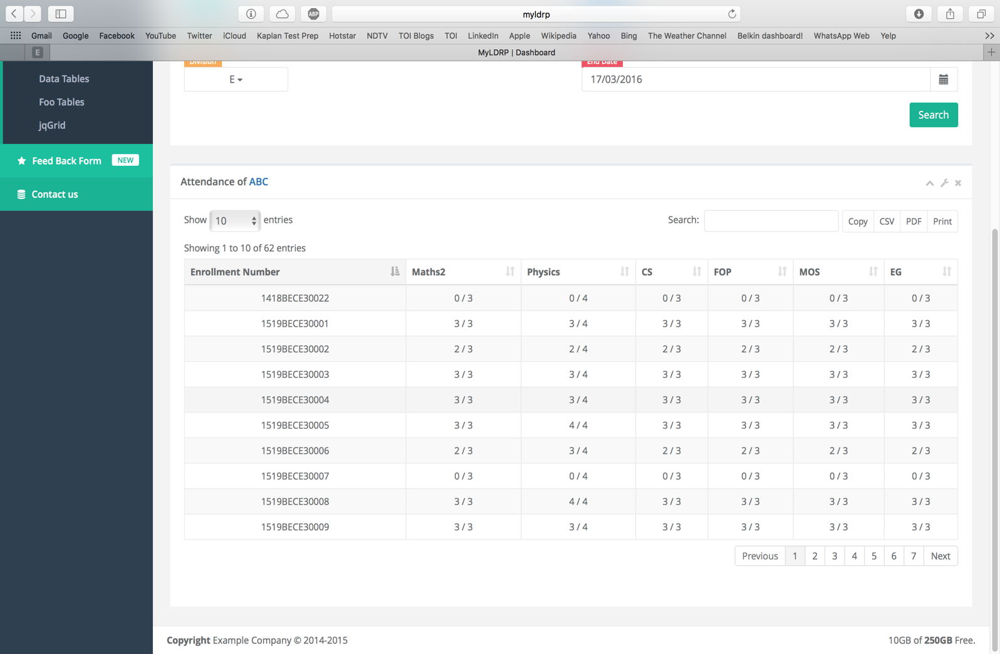 ABP
myldrp
Gmail Google Facebook YouTube Twitter iCloud Kaplan Test Prep Hotstar NDTV TOI Blogs TOI LinkedIn Apple Wikipedia Yahoo Bing The Weather Channel Belkin dashboard! WhatsApp Web Yelp
E MyLDRP | Dashboard
Data Tables
Foo Tables
jqGrid
Feed Back Form NEW
Contact us
Division End Date
E 17/03/2016
Search
Attendance of ABC
Show 10 entries Search: Copy CSV PDF Print
Showing 1 to 10 of 62 entries
Enrollment Number Maths2 Physics CS FOP MOS EG
1418BECE30022 0 / 3 0 / 4 0 / 3 0 / 3 0 / 3 0 / 3
1519BECE30001 3 / 3 3 / 4 3 / 3 3 / 3 3 / 3 3 / 3
1519BECE30002 2 / 3 2 / 4 2 / 3 2 / 3 2 / 3 2 / 3
1519BECE30003 3 / 3 3 / 4 3 / 3 3 / 3 3 / 3 3 / 3
1519BECE30004 3 / 3 3 / 4 3 / 3 3 / 3 3 / 3 3 / 3
1519BECE30005 3 / 3 4 / 4 3 / 3 3 / 3 3 / 3 3 / 3
1519BECE30006 2 / 3 3 / 4 2 / 3 2 / 3 2 / 3 2 / 3
1519BECE30007 0 / 3 0 / 4 0 / 3 0 / 3 0 / 3 0 / 3
1519BECE30008 3 / 3 4 / 4 3 / 3 3 / 3 3 / 3 3 / 3
1519BECE30009 3 / 3 3 / 4 3 / 3 3 / 3 3 / 3 3 / 3
Previous 1 2 3 4 5 6 7 Next
Copyright Example Company © 2014-2015 10GB of 250GB Free.